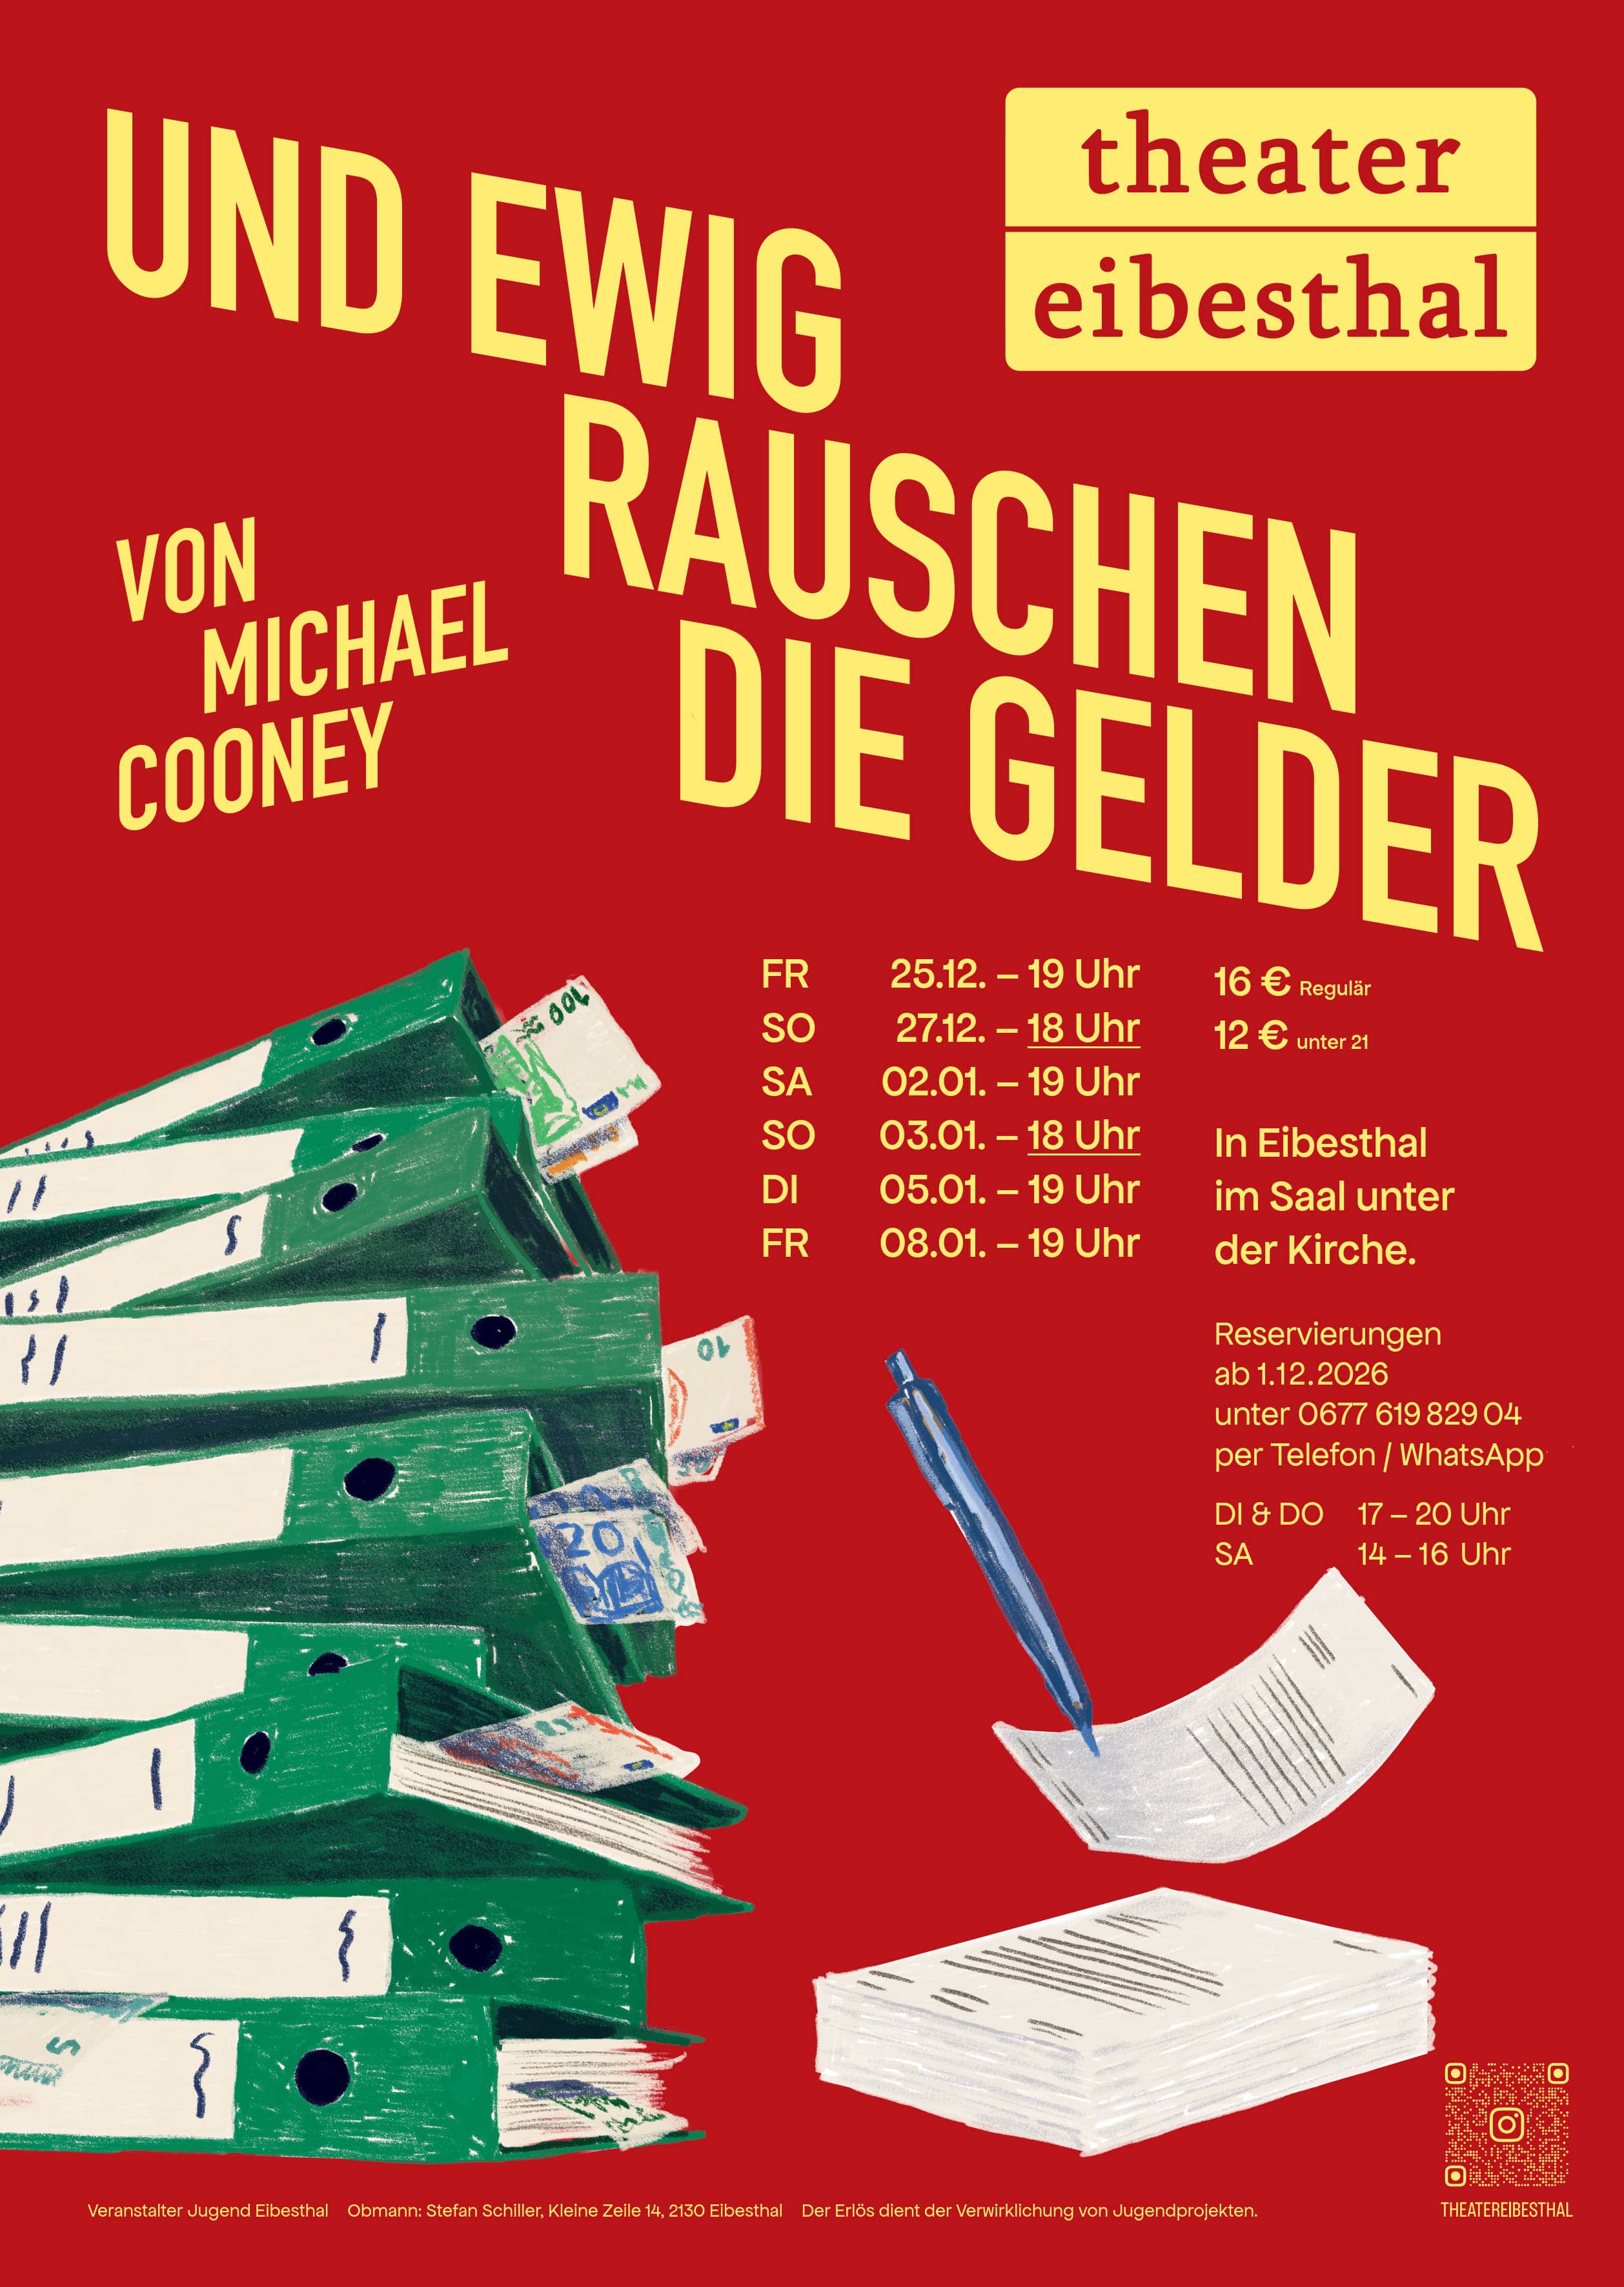 UND EWIG
RAUSCHEN
DIE GELDER
theater
eibesthal
VON
MICHAEL
COONEY
FR 25.12. – 19 Uhr
SO 27.12. – 18 Uhr
SA 02.01. – 19 Uhr
SO 03.01. – 18 Uhr
DI 05.01. – 19 Uhr
FR 08.01. – 19 Uhr
16 € Regulär
12 € unter 21
In Eibesthal
im Saal unter
der Kirche.
Reservierungen
ab 1.12.2026
unter 0677 619 829 04
per Telefon / WhatsApp
DI & DO 17 – 20 Uhr
SA 14 – 16 Uhr
100
10
20
5
Veranstalter Jugend Eibesthal Obmann: Stefan Schiller, Kleine Zeile 14, 2130 Eibesthal Der Erlös dient der Verwirklichung von Jugendprojekten.
THEATEREIBESTHAL